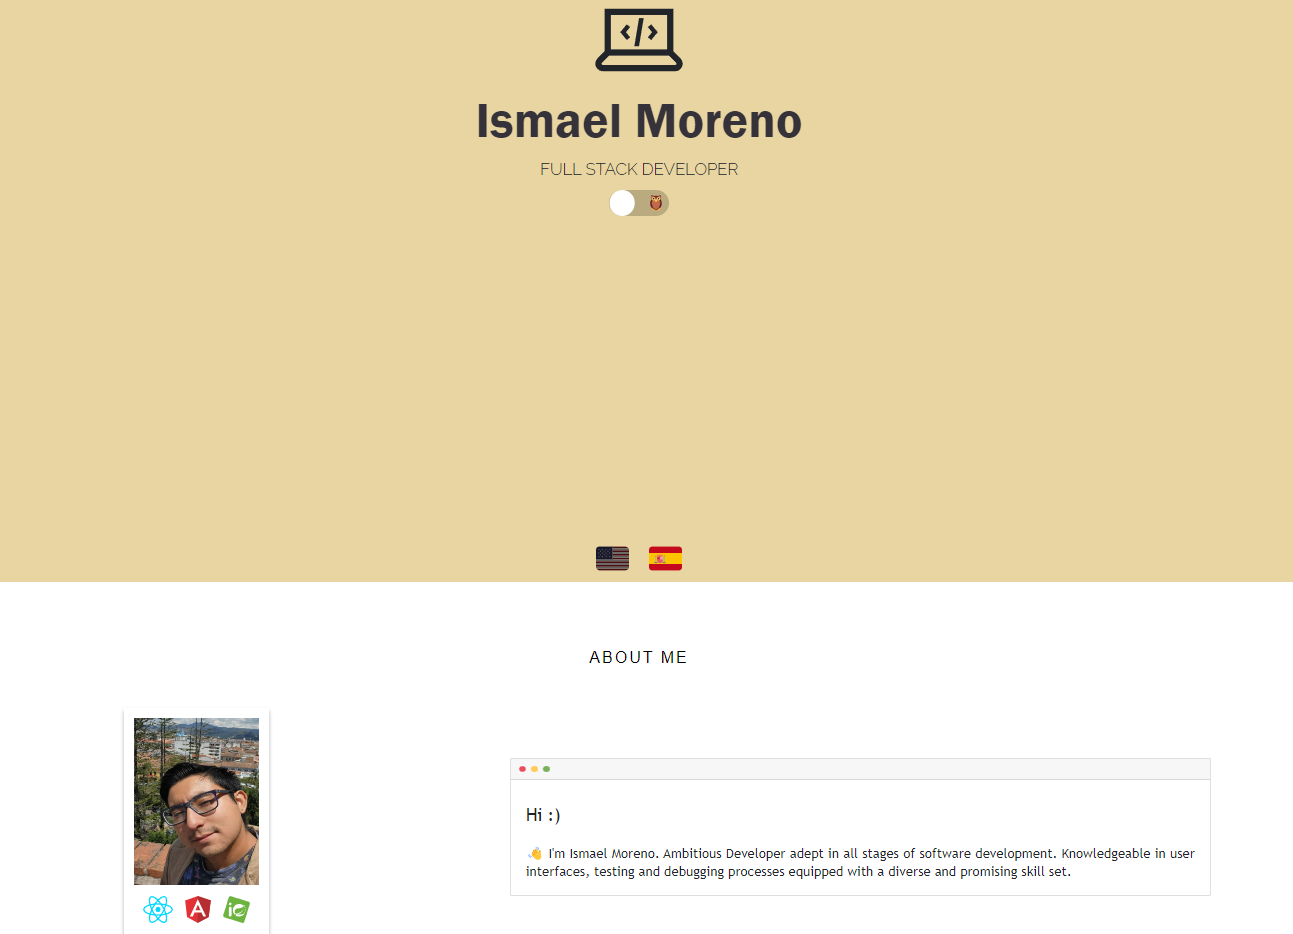 Ismael Moreno
FULL STACK DEVELOPER
ABOUT ME
Hi :)
👋 I'm Ismael Moreno. Ambitious Developer adept in all stages of software development. Knowledgeable in user
interfaces, testing and debugging processes equipped with a diverse and promising skill set.